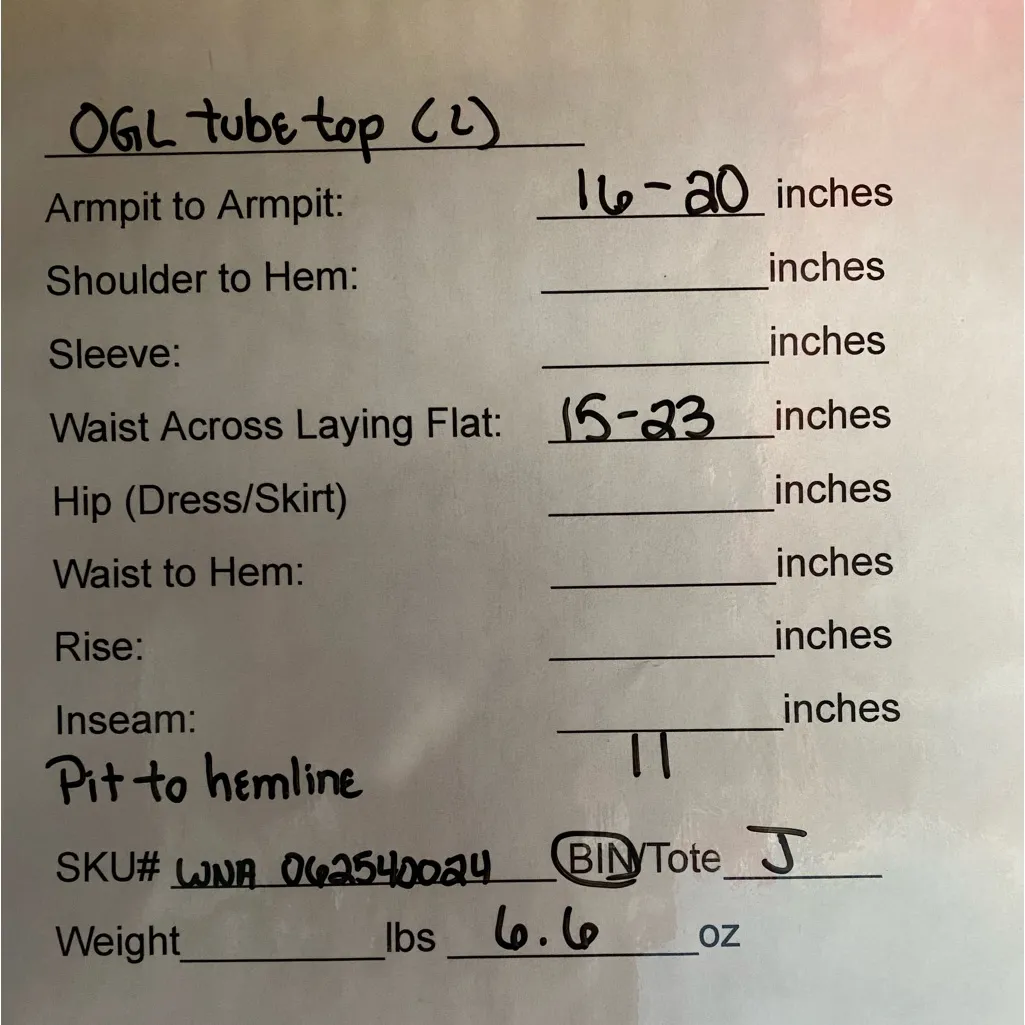 OGL tube top (L)
Armpit to Armpit: 16-20 inches
Shoulder to Hem: inches
Sleeve: inches
Waist Across Laying Flat: 15-23 inches
Hip (Dress/Skirt) inches
Waist to Hem: inches
Rise: inches
Inseam: inches
Pit to hemline 11
SKU# WNA 062540024 BIN/Tote J
Weight lbs 6.6 oz